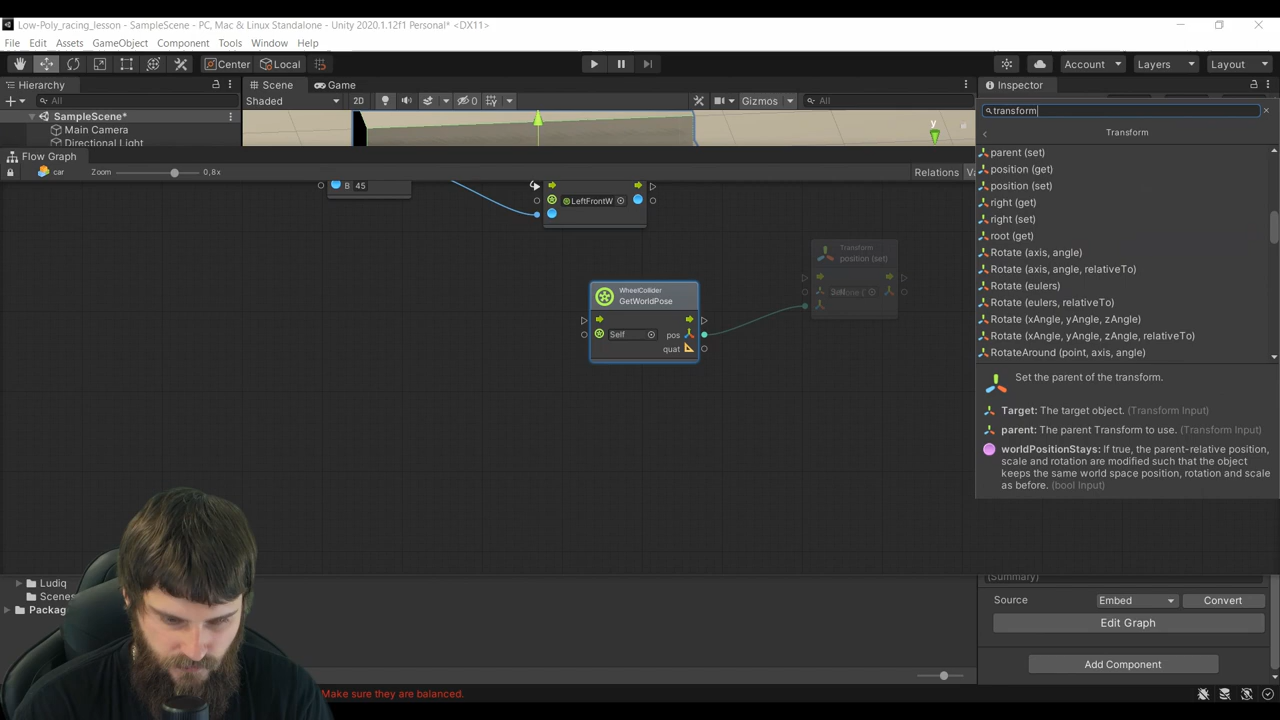 Low-Poly_racing_lesson - SampleScene - PC, Mac & Linux Standalone - Unity 2020.1.12f1 Personal* <DX11>
File Edit Assets GameObject Component Tools Window Help
Center Local Account Layers Layout
Hierarchy Scene Game Inspector
All Shaded 2D 0 Gizmos All
transform
SampleScene*
Main Camera
Directional Light
y
Transform
Flow Graph
car Zoom 0,8x Relations Va
parent (set)
position (get)
position (set)
right (get)
right (set)
root (get)
Rotate (axis, angle)
Rotate (axis, angle, relativeTo)
Rotate (eulers)
Rotate (eulers, relativeTo)
Rotate (xAngle, yAngle, zAngle)
Rotate (xAngle, yAngle, zAngle, relativeTo)
RotateAround (point, axis, angle)
B 45
LeftFrontW
Transform
position (set)
WheelCollider
GetWorldPose
Self pos
quat
Set the parent of the transform.
Target: The target object. (Transform Input)
parent: The parent Transform to use. (Transform Input)
worldPositionStays: If true, the parent-relative position,
scale and rotation are modified such that the object
keeps the same world space position, rotation and scale
as before. (bool Input)
Ludiq
Scenes
Packag
(Summary)
Source Embed Convert
Edit Graph
Add Component
Make sure they are balanced.